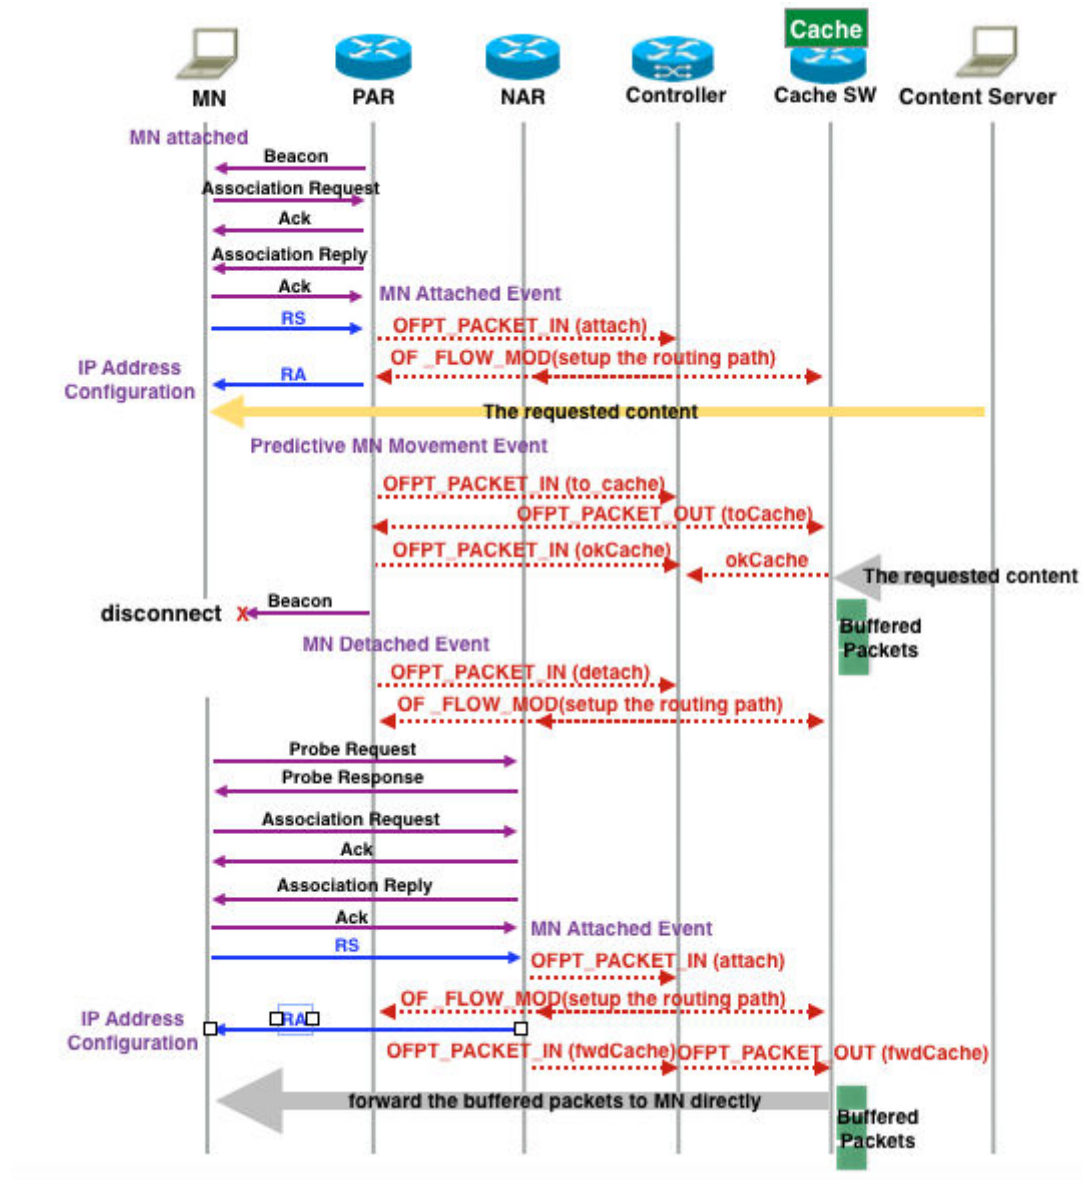 Cache
MN
PAR
NAR
Controller
Cache SW
Content Server
MN attached
Beacon
Association Request
Ack
Association Reply
Ack
MN Attached Event
RS
OFPT_PACKET_IN (attach)
OF _FLOW_MOD(setup the routing path)
IP Address
Configuration
RA
The requested content
Predictive MN Movement Event
OFPT_PACKET_IN (to_cache)
OFPT_PACKET_OUT (toCache)
OFPT_PACKET_IN (okCache)
okCache
The requested content
disconnect X
Beacon
Buffered
Packets
MN Detached Event
OFPT_PACKET_IN (detach)
OF _FLOW_MOD(setup the routing path)
Probe Request
Probe Response
Association Request
Ack
Association Reply
Ack
MN Attached Event
RS
OFPT_PACKET_IN (attach)
OF _FLOW_MOD(setup the routing path)
IP Address
Configuration
RA
OFPT_PACKET_IN (fwdCache)
OFPT_PACKET_OUT (fwdCache)
forward the buffered packets to MN directly
Buffered
Packets